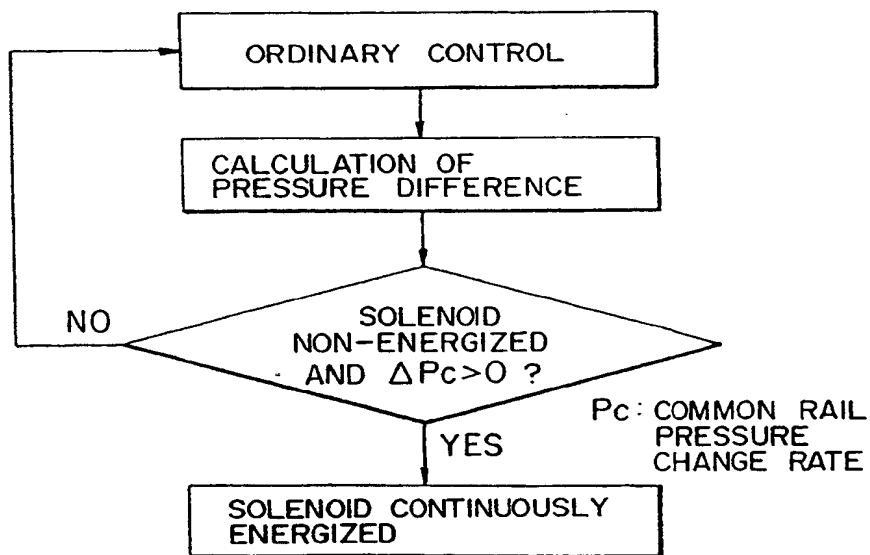 ORDINARY CONTROL
CALCULATION OF
PRESSURE DIFFERENCE
NO
SOLENOID
NON-ENERGIZED
AND ΔPc>0 ?
Pc: COMMON RAIL
PRESSURE
CHANGE RATE
YES
SOLENOID CONTINUOUSLY
ENERGIZED